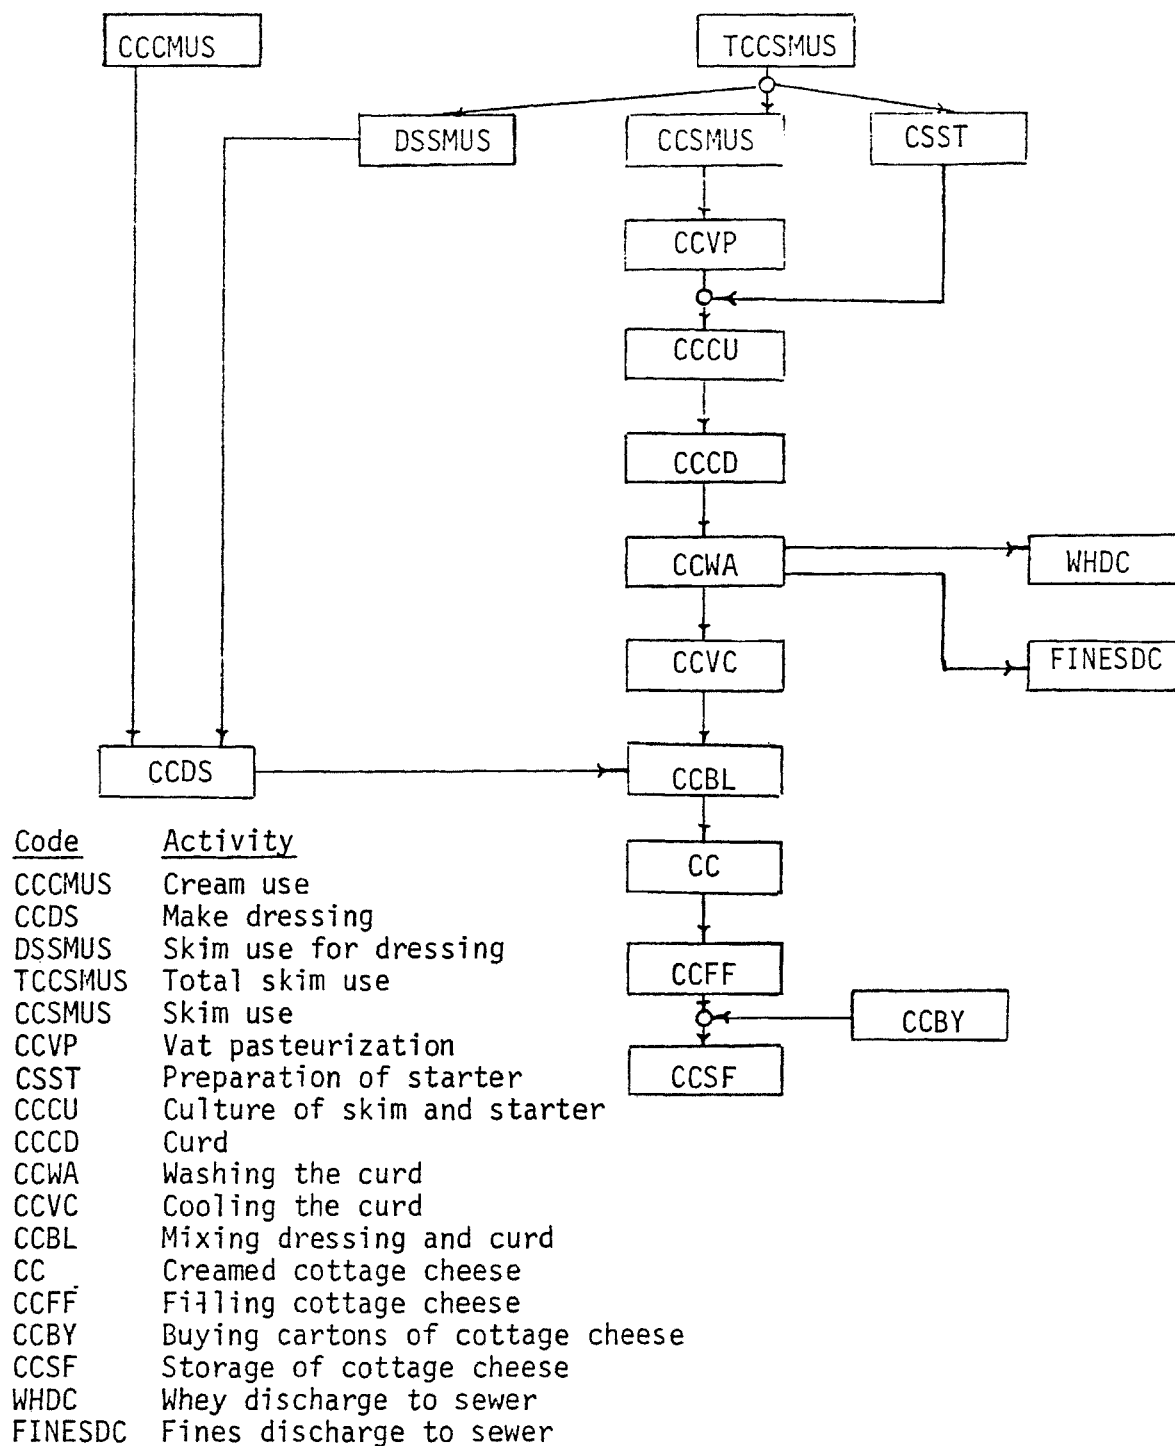 CCCMUS
TCCSMUS
DSSMUS
CCSMUS
CSST
CCVP
CCCU
CCCD
CCWA
WHDC
CCVC
FINESDC
CCDS
CCBL
CC
CCFF
CCBY
CCSF
Code Activity
CCCMUS Cream use
CCDS Make dressing
DSSMUS Skim use for dressing
TCCSMUS Total skim use
CCSMUS Skim use
CCVP Vat pasteurization
CSST Preparation of starter
CCCU Culture of skim and starter
CCCD Curd
CCWA Washing the curd
CCVC Cooling the curd
CCBL Mixing dressing and curd
CC Creamed cottage cheese
CCFF Filling cottage cheese
CCBY Buying cartons of cottage cheese
CCSF Storage of cottage cheese
WHDC Whey discharge to sewer
FINESDC Fines discharge to sewer